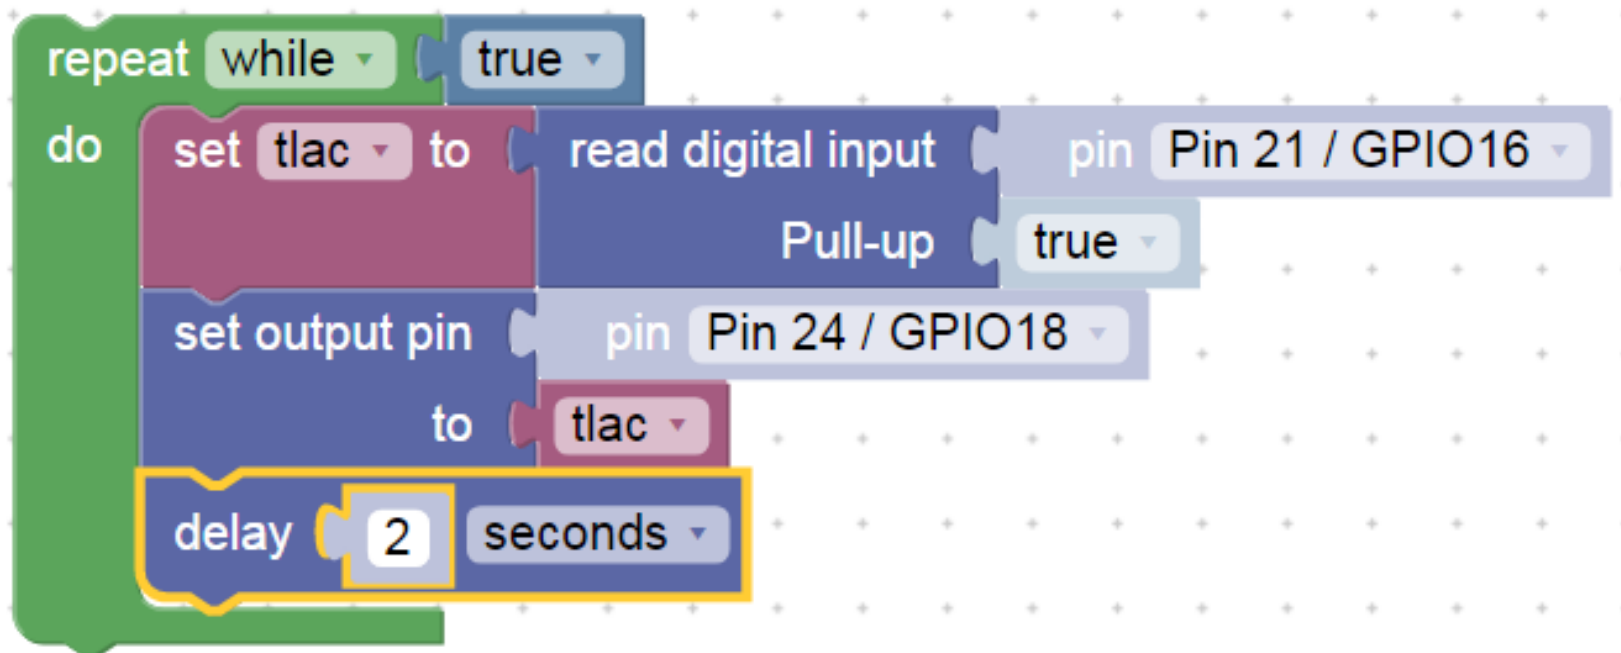 repeat while true
do set tlac to read digital input pin Pin 21 / GPIO16
Pull-up true
set output pin pin Pin 24 / GPIO18
to tlac
delay 2 seconds